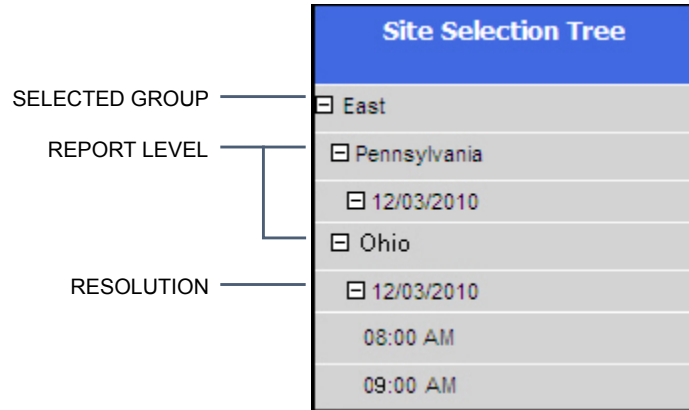 Site Selection Tree
SELECTED GROUP
East
REPORT LEVEL
Pennsylvania
12/03/2010
Ohio
RESOLUTION
12/03/2010
08:00 AM
09:00 AM